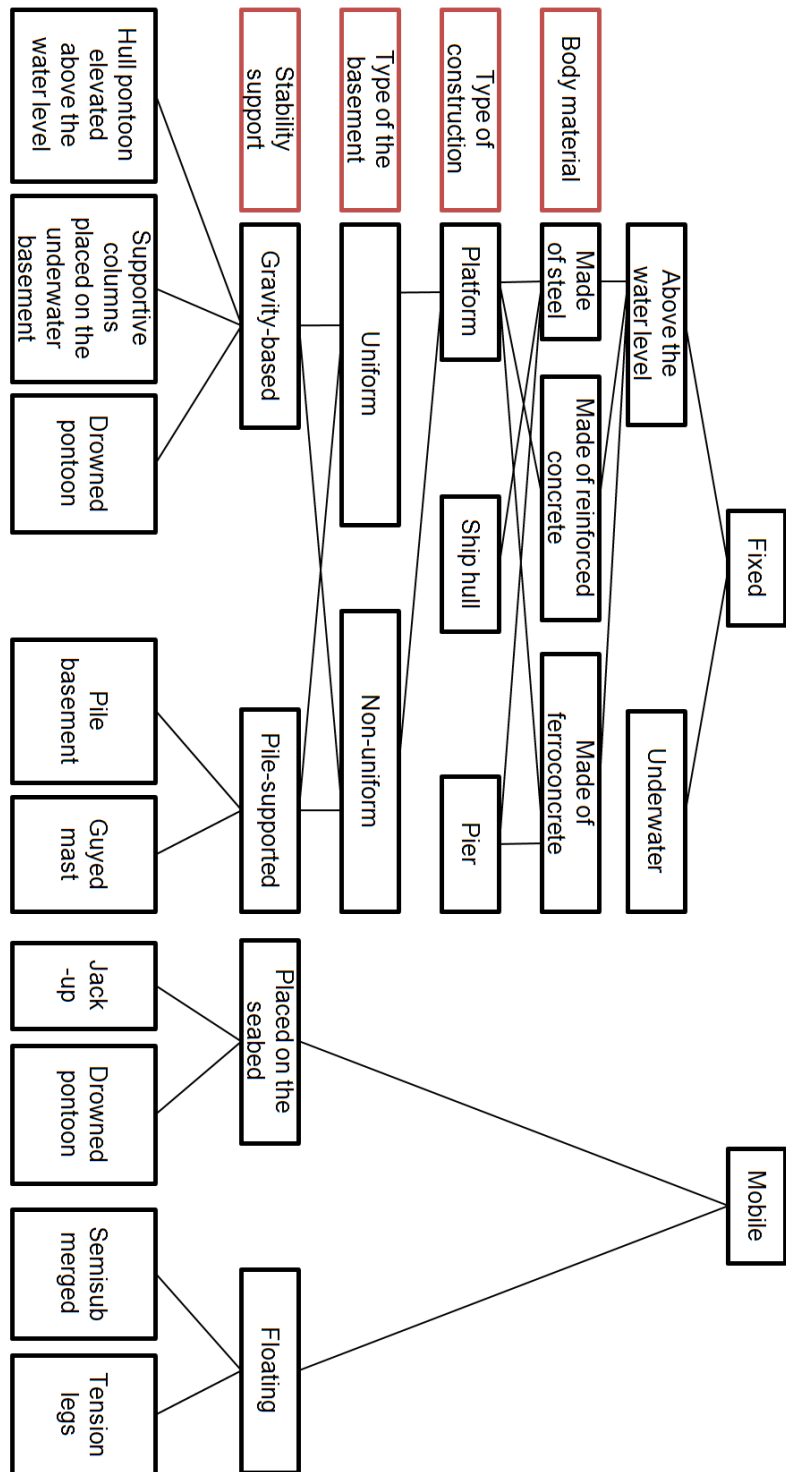 Fixed
Mobile
Above the
water level
Underwater
Body material
Made
of steel
Made of reinforced
concrete
Made of
ferroconcrete
Type of
construction
Platform
Ship hull
Pier
Type of the
basement
Uniform
Non-uniform
Stability
support
Gravity-based
Pile-supported
Placed on the
seabed
Floating
Hull pontoon
elevated
above the
water level
Supportive
columns
placed on the
underwater
basement
Drowned
pontoon
Pile
basement
Guyed
mast
Jack
-up
Drowned
pontoon
Semisub
merged
Tension
legs